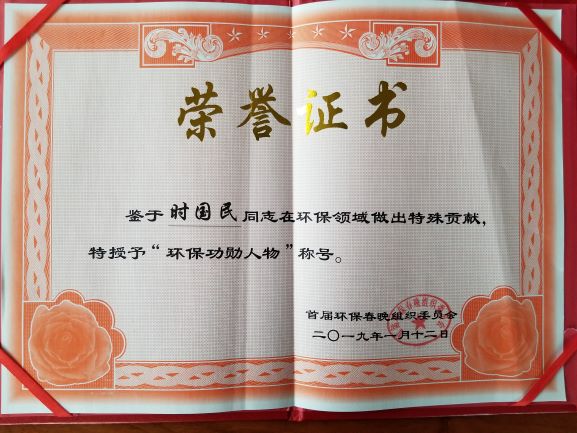 荣誉证书
鉴于时国民同志在环保领域做出特殊贡献，
特授予“环保功勋人物”称号。
首届环保春晚组织委员会
二〇一九年一月十二日